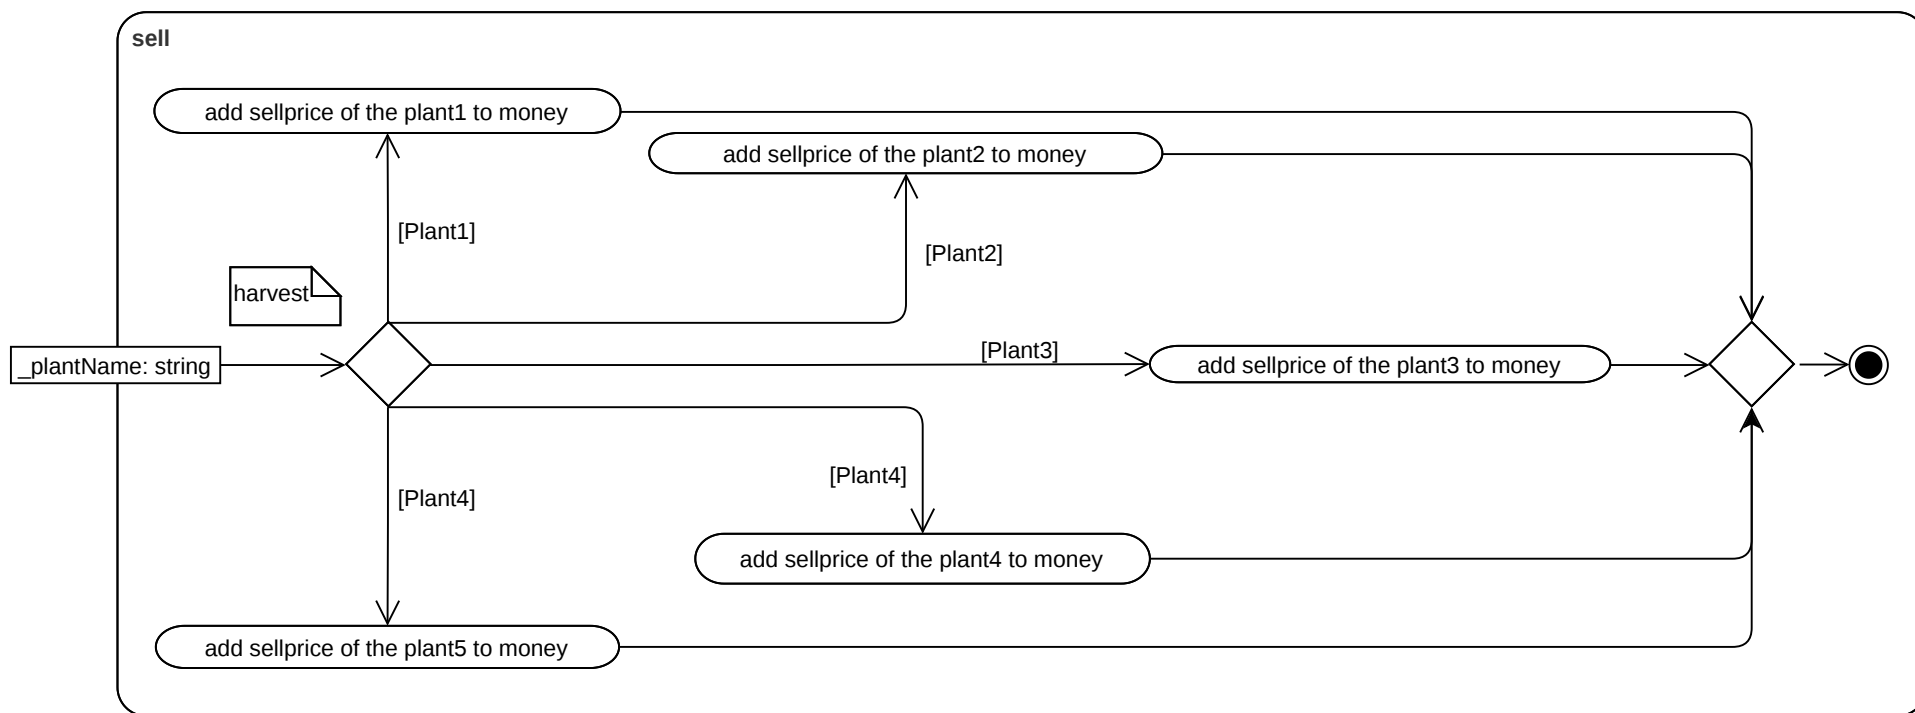 sell
add sellprice of the plant1 to money
add sellprice of the plant2 to money
[Plant1]
[Plant2]
harvest
_plantName: string
[Plant3]
add sellprice of the plant3 to money
[Plant4]
[Plant4]
add sellprice of the plant4 to money
add sellprice of the plant5 to money